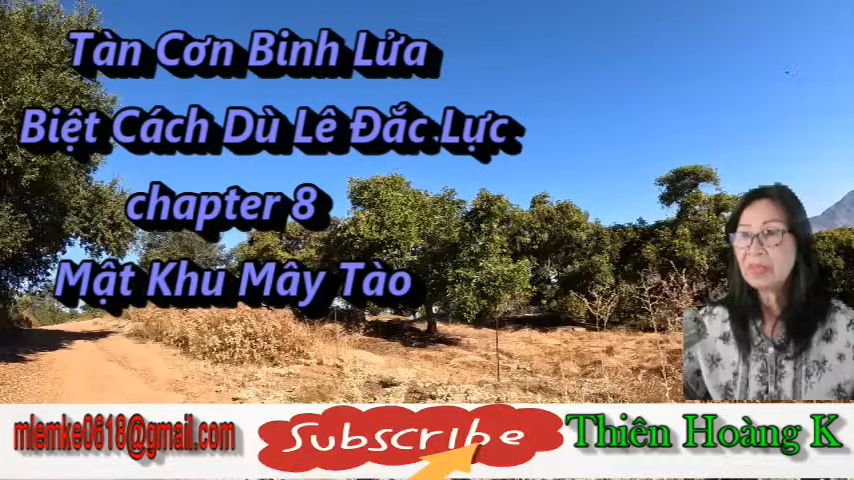 Tàn Cơn Binh Lửa
Biệt Cách Dù Lê Đắc Lực
chapter 8
Mật Khu Mây Tào
mlemke0618@gmail.com
Subscribe
Thiên Hoàng K